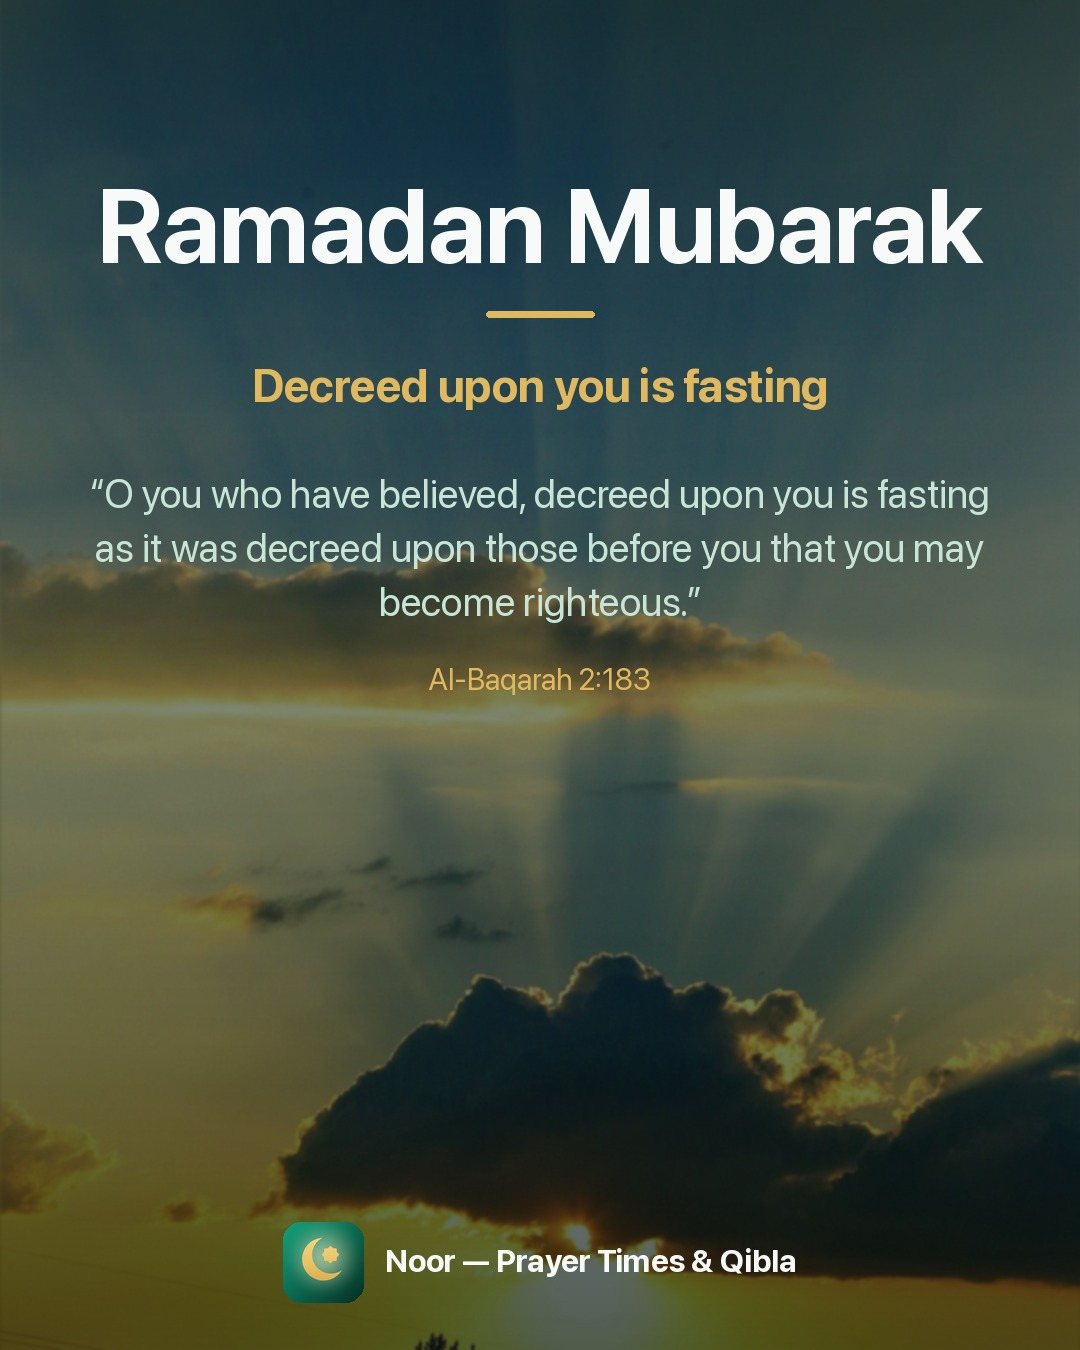 Ramadan Mubarak
Decreed upon you is fasting
“O you who have believed, decreed upon you is fasting
as it was decreed upon those before you that you may
become righteous.”
Al-Baqarah 2:183
Noor — Prayer Times & Qibla